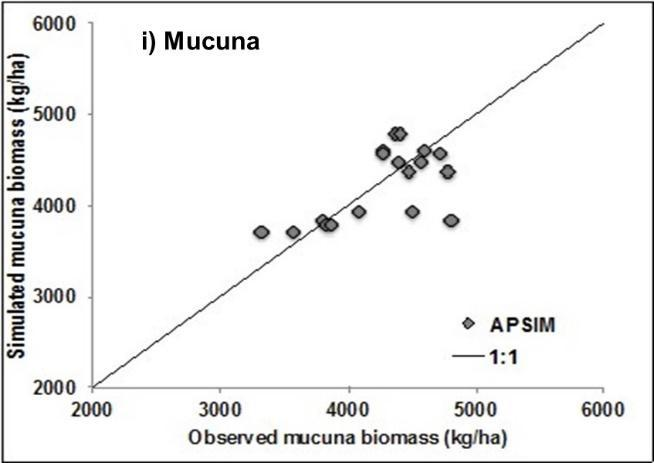 i) Mucuna
Simulated mucuna biomass (kg/ha)
6000
5000
4000
3000
2000
APSIM
1:1
2000 3000 4000 5000 6000
Observed mucuna biomass (kg/ha)